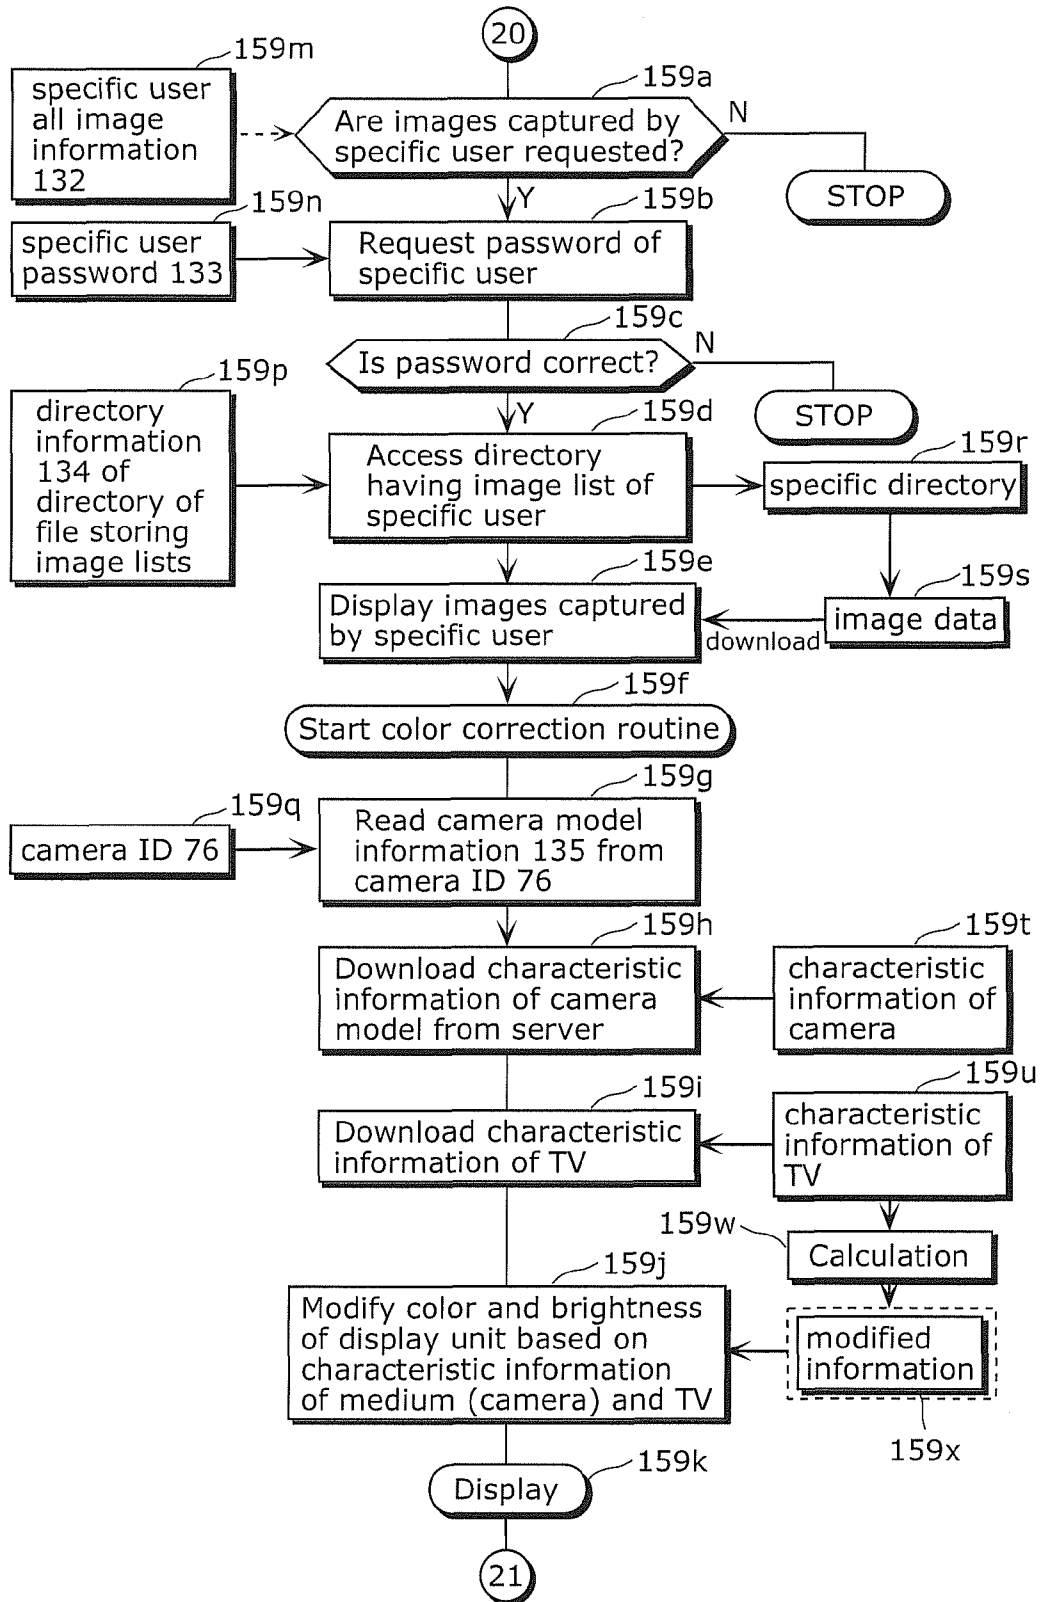 20
159m
specific user
all image
information
132
159a
Are images captured by
specific user requested?
N
STOP
Y
159n
specific user
password 133
159b
Request password of
specific user
159c
Is password correct?
N
STOP
Y
159p
directory
information
134 of
directory of
file storing
image lists
159d
Access directory
having image list of
specific user
159r
specific directory
159e
Display images captured
by specific user
159s
image data
download
159f
Start color correction routine
159q
camera ID 76
159g
Read camera model
information 135 from
camera ID 76
159h
Download characteristic
information of camera
model from server
159t
characteristic
information of
camera
159i
Download characteristic
information of TV
159u
characteristic
information of
TV
159w
Calculation
159j
Modify color and brightness
of display unit based on
characteristic information
of medium (camera) and TV
modified
information
159x
159k
Display
21